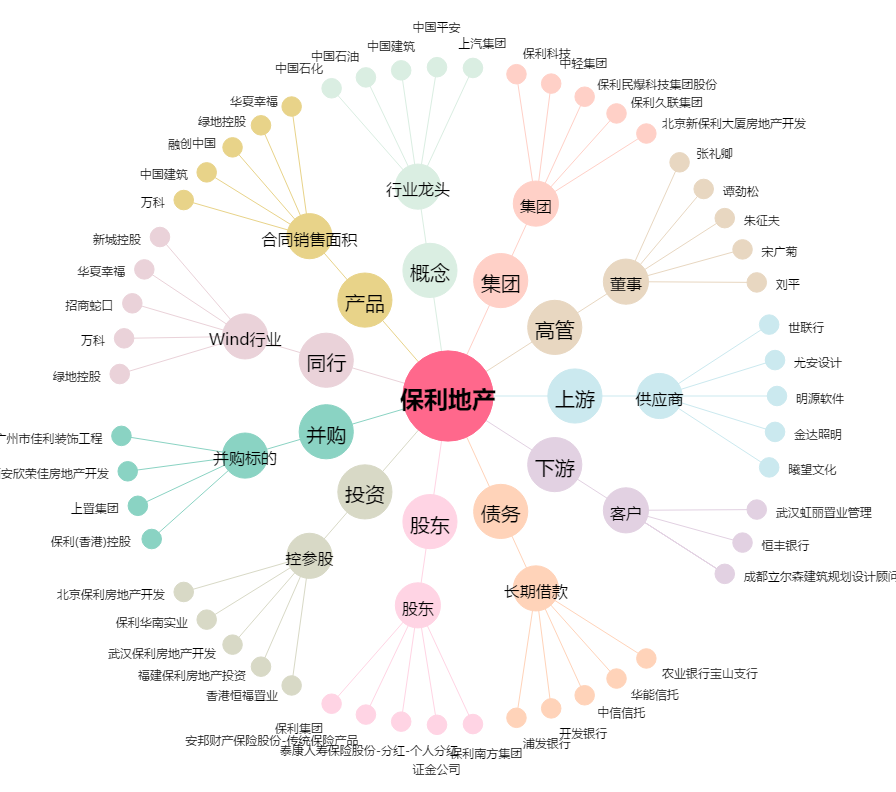 保利地产
概念
行业龙头
中国石化
中国石油
中国建筑
中国平安
上汽集团
集团
集团
保利科技
中轻集团
保利民爆科技集团股份
保利久联集团
北京新保利大厦房地产开发
高管
董事
张礼卿
谭劲松
朱征夫
宋广菊
刘平
上游
供应商
世联行
尤安设计
明源软件
金达照明
曦望文化
下游
客户
武汉虹丽置业管理
恒丰银行
成都立尔森建筑规划设计顾问
债务
长期借款
农业银行宝山支行
华能信托
中信信托
开发银行
浦发银行
股东
股东
保利南方集团
证金公司
泰康人寿保险股份-分红-个人分红
安邦财产保险股份-传统保险产品
保利集团
投资
控参股
香港恒福置业
福建保利房地产投资
武汉保利房地产开发
保利华南实业
北京保利房地产开发
并购
并购标的
保利(香港)控股
上置集团
安欣荣佳房地产开发
广州市佳利装饰工程
同行
Wind行业
绿地控股
万科
招商蛇口
华夏幸福
新城控股
产品
合同销售面积
万科
中国建筑
融创中国
绿地控股
华夏幸福